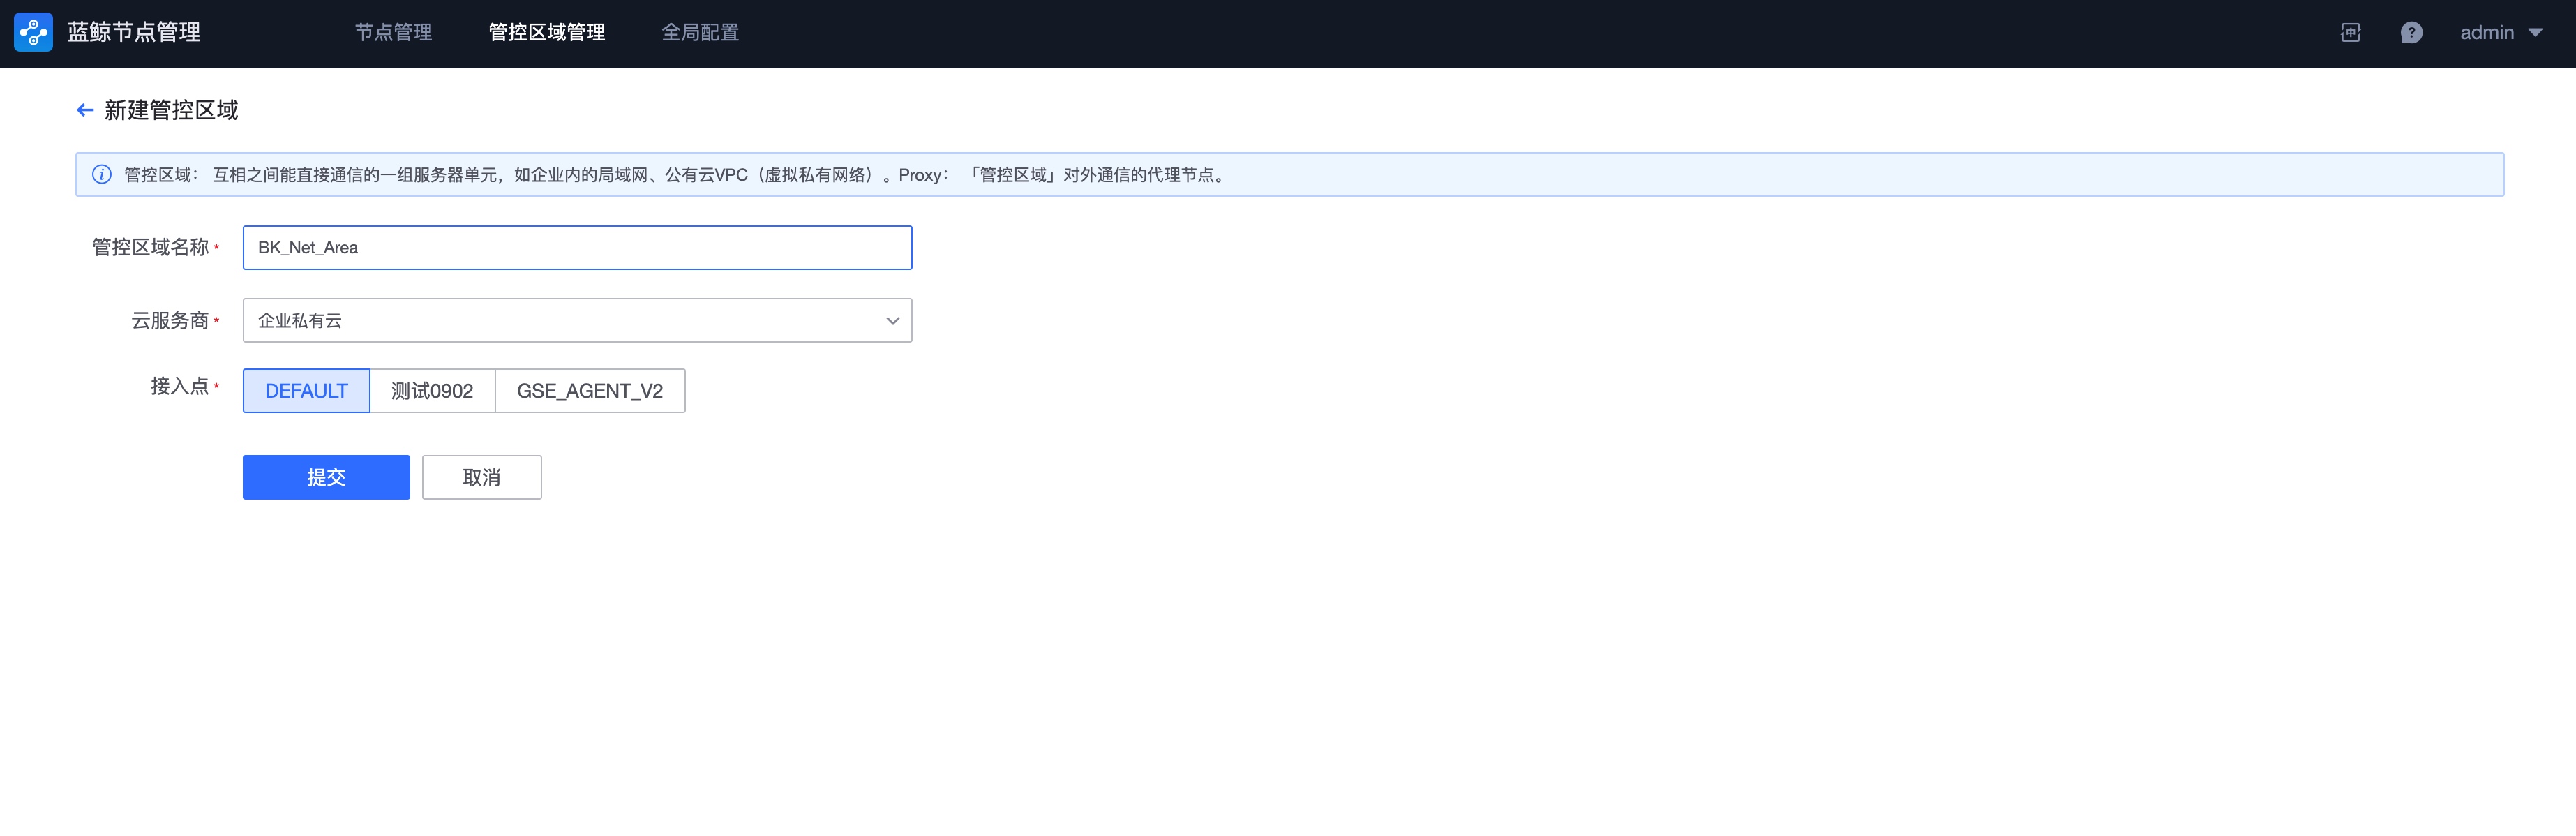 蓝鲸节点管理 节点管理 管控区域管理 全局配置 中 ? admin
新建管控区域
管控区域： 互相之间能直接通信的一组服务器单元，如企业内的局域网、公有云VPC（虚拟私有网络）。Proxy： 「管控区域」对外通信的代理节点。
管控区域名称* BK_Net_Area
云服务商* 企业私有云
接入点* DEFAULT 测试0902 GSE_AGENT_V2
提交 取消